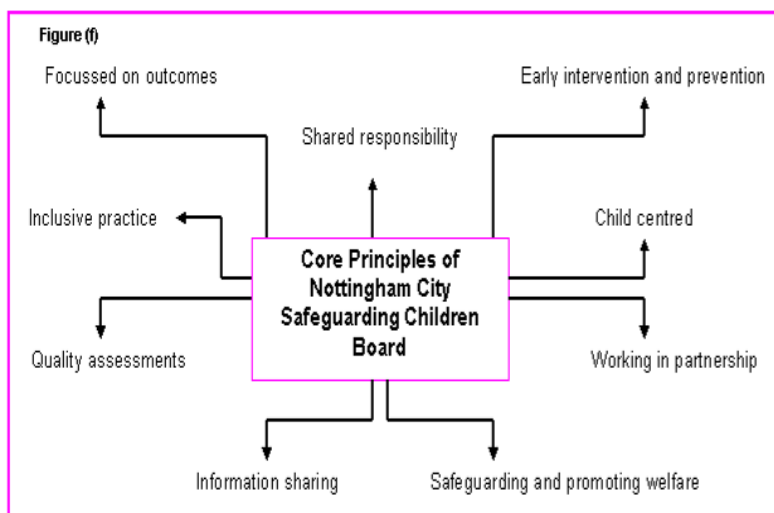 Figure (f)
Focussed on outcomes
Early intervention and prevention
Shared responsibility
Inclusive practice
Child centred
Core Principles of
Nottingham City
Safeguarding Children
Board
Quality assessments
Working in partnership
Information sharing
Safeguarding and promoting welfare